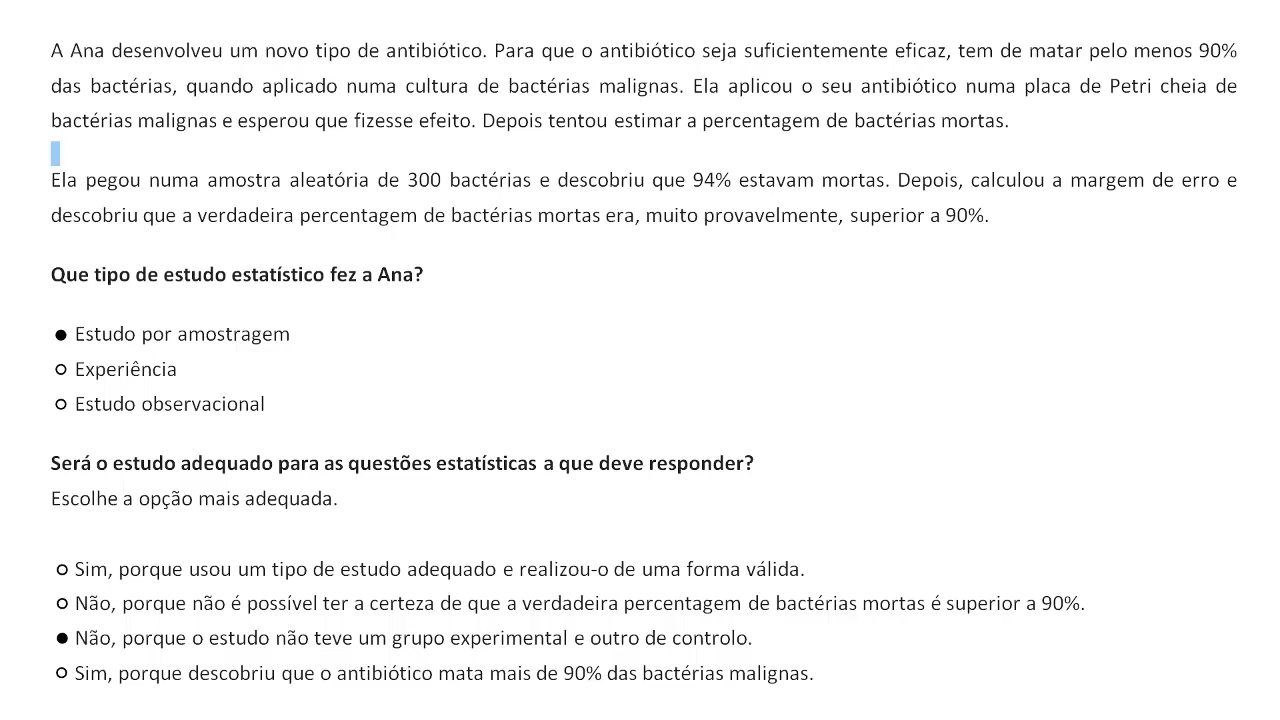 A Ana desenvolveu um novo tipo de antibiótico. Para que o antibiótico seja suficientemente eficaz, tem de matar pelo menos 90%
das bactérias, quando aplicado numa cultura de bactérias malignas. Ela aplicou o seu antibiótico numa placa de Petri cheia de
bactérias malignas e esperou que fizesse efeito. Depois tentou estimar a percentagem de bactérias mortas.
Ela pegou numa amostra aleatória de 300 bactérias e descobriu que 94% estavam mortas. Depois, calculou a margem de erro e
descobriu que a verdadeira percentagem de bactérias mortas era, muito provavelmente, superior a 90%.
Que tipo de estudo estatístico fez a Ana?
Estudo por amostragem
Experiência
Estudo observacional
Será o estudo adequado para as questões estatísticas a que deve responder?
Escolhe a opção mais adequada.
Sim, porque usou um tipo de estudo adequado e realizou-o de uma forma válida.
Não, porque não é possível ter a certeza de que a verdadeira percentagem de bactérias mortas é superior a 90%.
Não, porque o estudo não teve um grupo experimental e outro de controlo.
Sim, porque descobriu que o antibiótico mata mais de 90% das bactérias malignas.